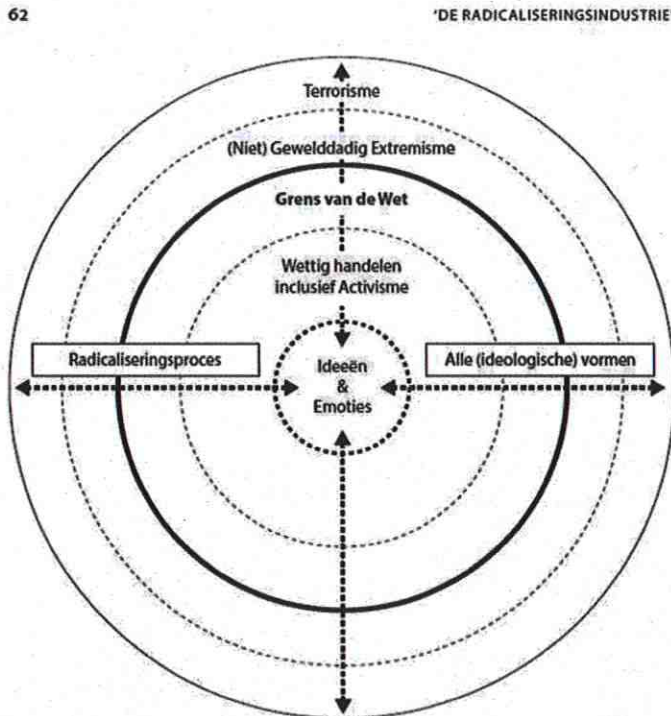 62
'DE RADICALISERINGSINDUSTRIE'
Terrorisme
(Niet) Gewelddadig Extremisme
Grens van de Wet
Wettig handelen
inclusief Activisme
Radicaliseringsproces
Alle (ideologische) vormen
Ideeën
&
Emoties